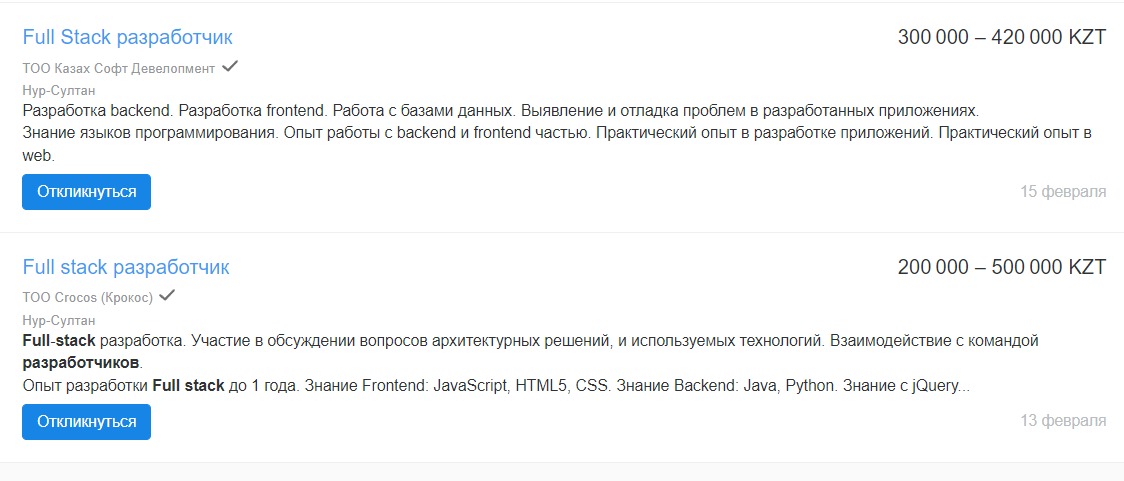 Full Stack разработчик
300 000 – 420 000 KZT
ТОО Казах Софт Девелопмент
Нур-Султан
Разработка backend. Разработка frontend. Работа с базами данных. Выявление и отладка проблем в разработанных приложениях.
Знание языков программирования. Опыт работы с backend и frontend частью. Практический опыт в разработке приложений. Практический опыт в
web.
Откликнуться
15 февраля
Full stack разработчик
200 000 – 500 000 KZT
ТОО Crocos (Крокос)
Нур-Султан
Full-stack разработка. Участие в обсуждении вопросов архитектурных решений, и используемых технологий. Взаимодействие с командой
разработчиков.
Опыт разработки Full stack до 1 года. Знание Frontend: JavaScript, HTML5, CSS. Знание Backend: Java, Python. Знание с jQuery...
Откликнуться
13 февраля